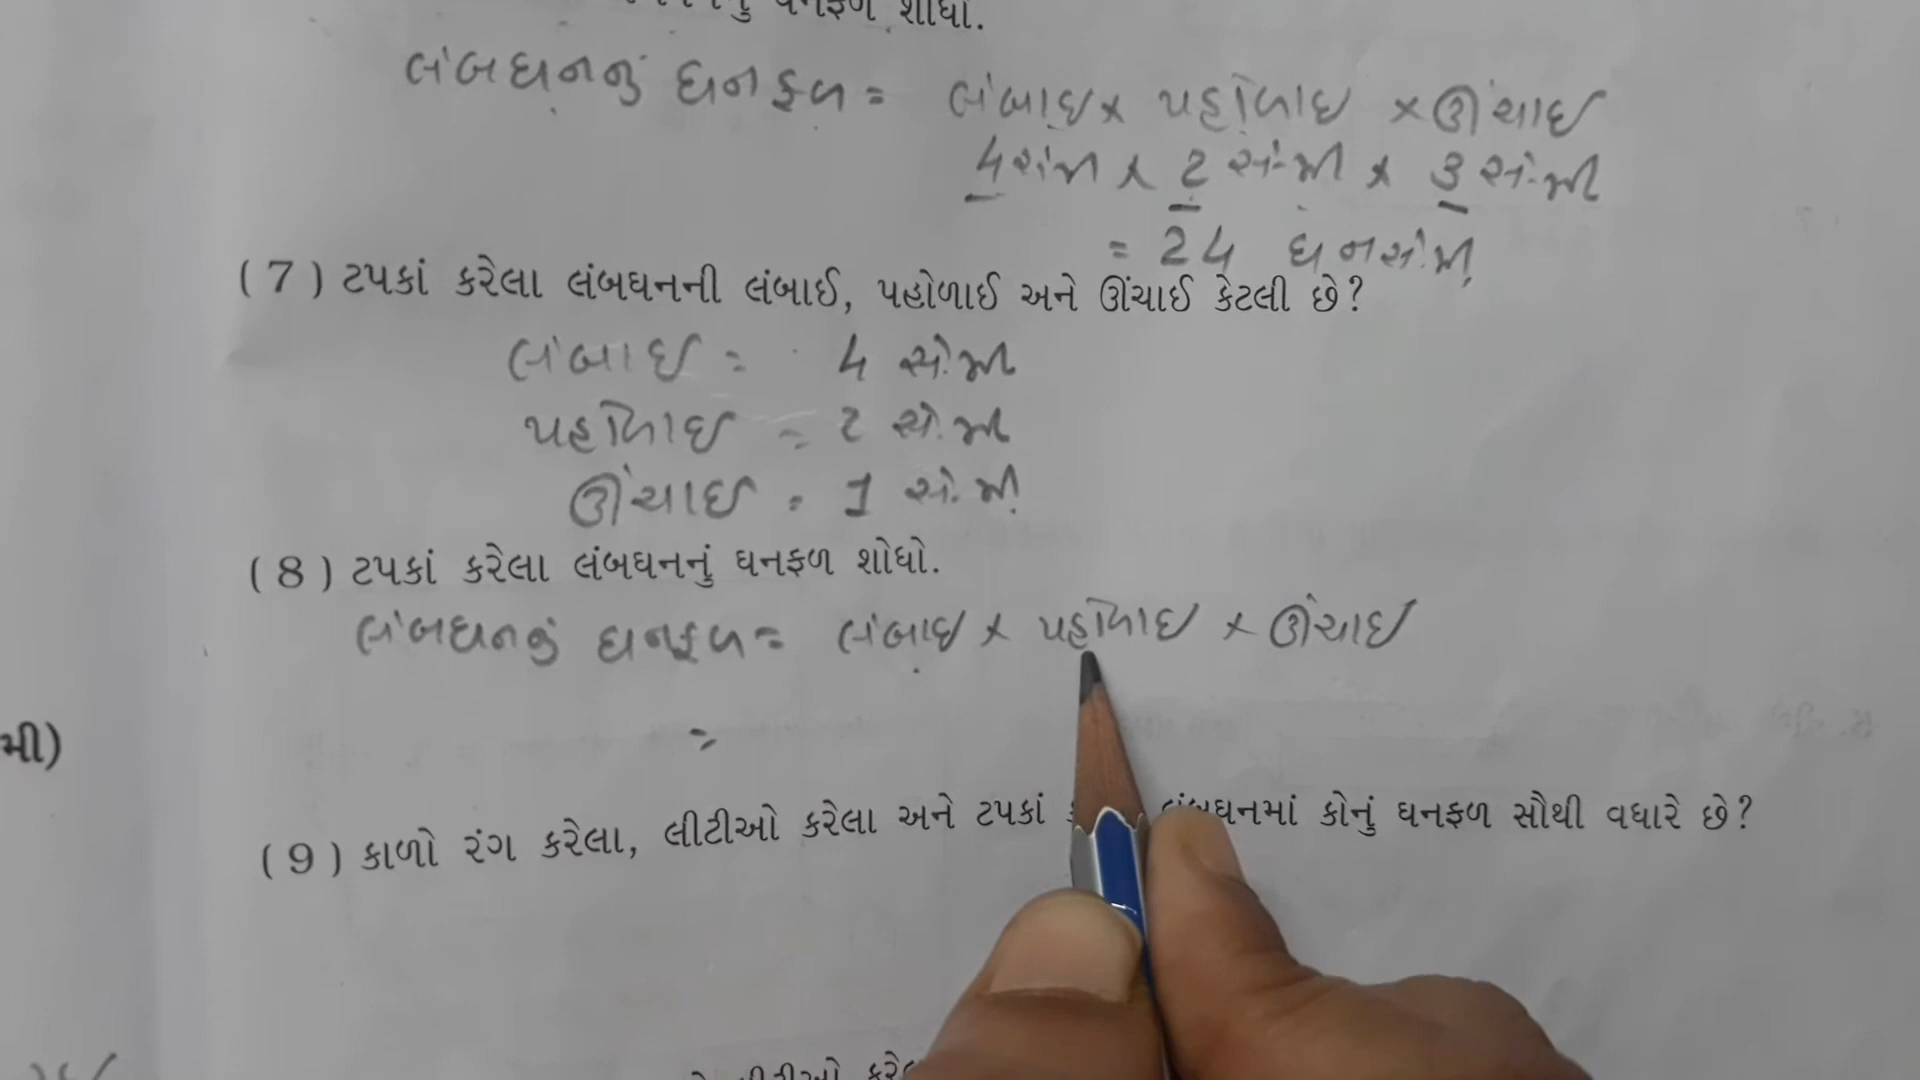 ઘનફળ શોધો.
લંબઘનનું ઘનફળ = લંબાઈ × પહોળાઈ × ઊંચાઈ
4 સેમી × 2 સે.મી × 3 સે.મી
= 24 ઘનસેમી
(7) ટપકાં કરેલા લંબઘનની લંબાઈ, પહોળાઈ અને ઊંચાઈ કેટલી છે?
લંબાઈ = 4 સે.મી
પહોળાઈ = 2 સે.મી
ઊંચાઈ = 1 સે.મી
(8) ટપકાં કરેલા લંબઘનનું ઘનફળ શોધો.
લંબઘનનું ઘનફળ = લંબાઈ × પહોળાઈ × ઊંચાઈ
મી)
=
(9) કાળો રંગ કરેલા, લીટીઓ કરેલા અને ટપકાં લંબઘનમાં કોનું ઘનફળ સૌથી વધારે છે?